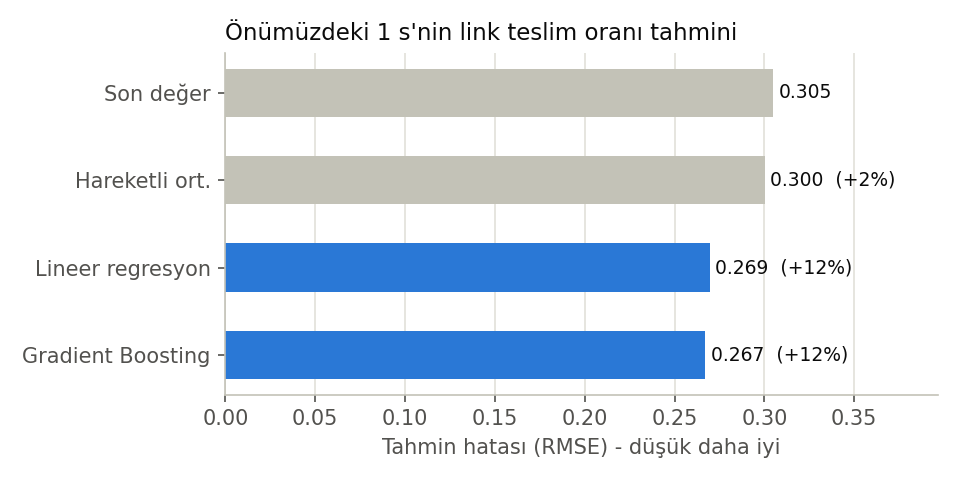 Önümüzdeki 1 s'nin link teslim oranı tahmini
Son değer 0.305
Hareketli ort. 0.300 (+2%)
Lineer regresyon 0.269 (+12%)
Gradient Boosting 0.267 (+12%)
0.00 0.05 0.10 0.15 0.20 0.25 0.30 0.35
Tahmin hatası (RMSE) - düşük daha iyi